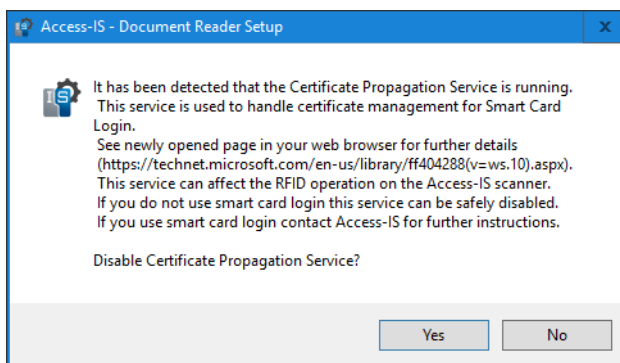 Access-IS - Document Reader Setup
x
IS
It has been detected that the Certificate Propagation Service is running.
This service is used to handle certificate management for Smart Card
Login.
See newly opened page in your web browser for further details
(https://technet.microsoft.com/en-us/library/ff404288(v=ws.10).aspx).
This service can affect the RFID operation on the Access-IS scanner.
If you do not use smart card login this service can be safely disabled.
If you use smart card login contact Access-IS for further instructions.
Disable Certificate Propagation Service?
Yes
No